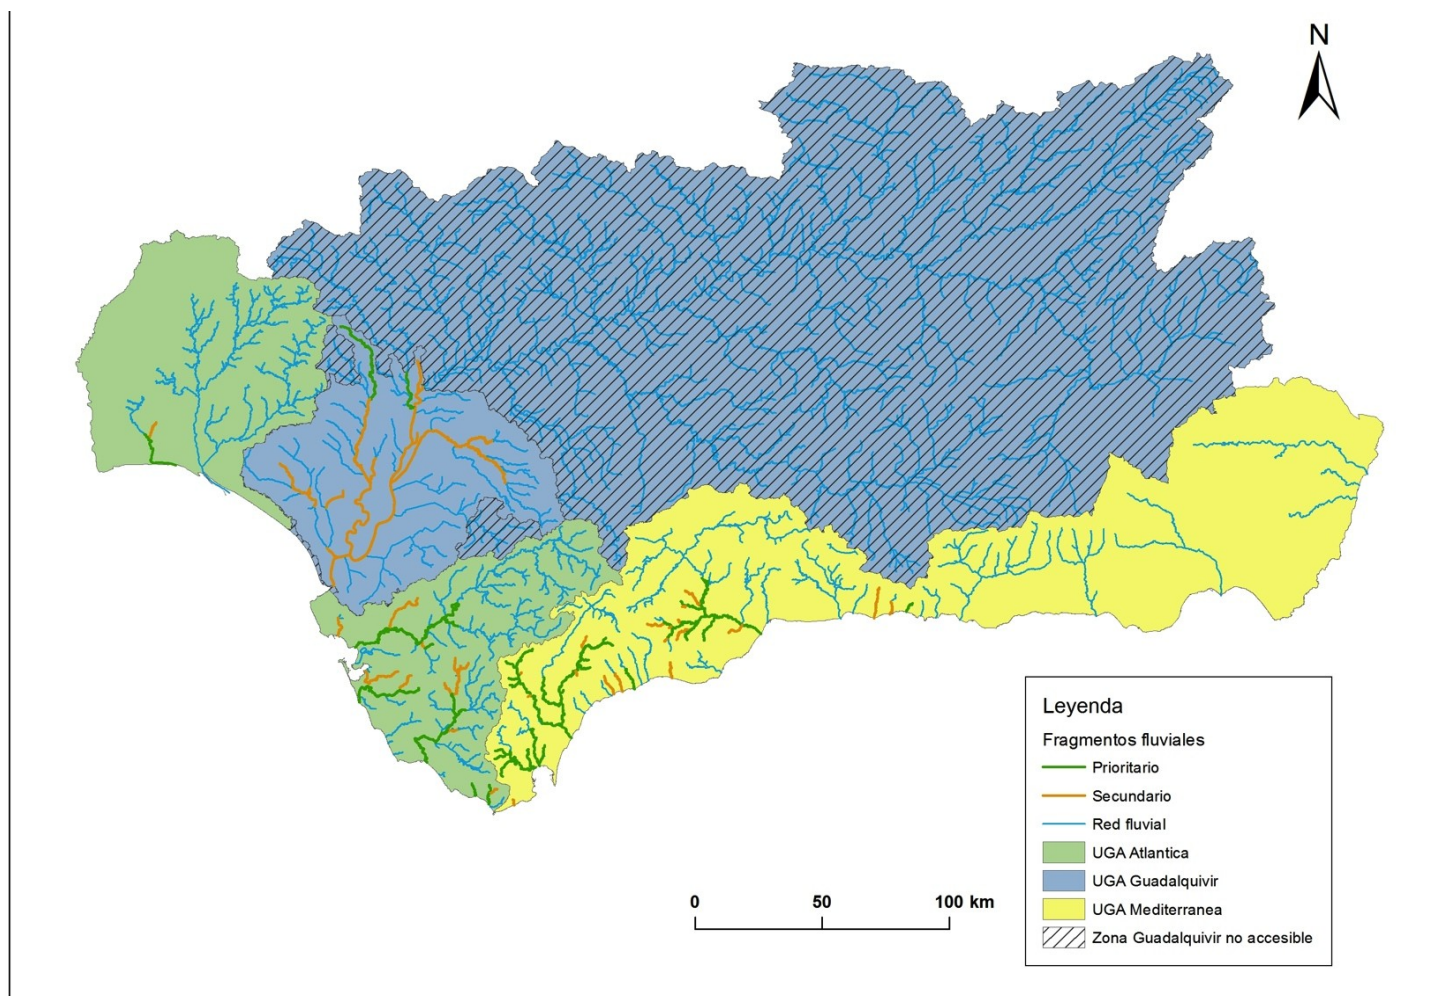 N
Leyenda
Fragmentos fluviales
Prioritario
Secundario
Red fluvial
UGA Atlantica
UGA Guadalquivir
UGA Mediterranea
Zona Guadalquivir no accesible
0 50 100 km